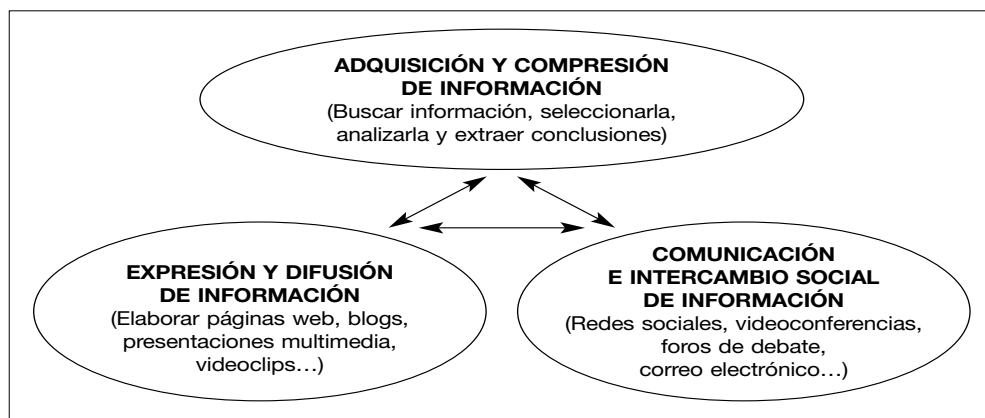 ADQUISICIÓN Y COMPRESIÓN
DE INFORMACIÓN
(Buscar información, seleccionarla,
analizarla y extraer conclusiones)
EXPRESIÓN Y DIFUSIÓN
DE INFORMACIÓN
(Elaborar páginas web, blogs,
presentaciones multimedia,
videoclips…)
COMUNICACIÓN
E INTERCAMBIO SOCIAL
DE INFORMACIÓN
(Redes sociales, videoconferencias,
foros de debate,
correo electrónico…)